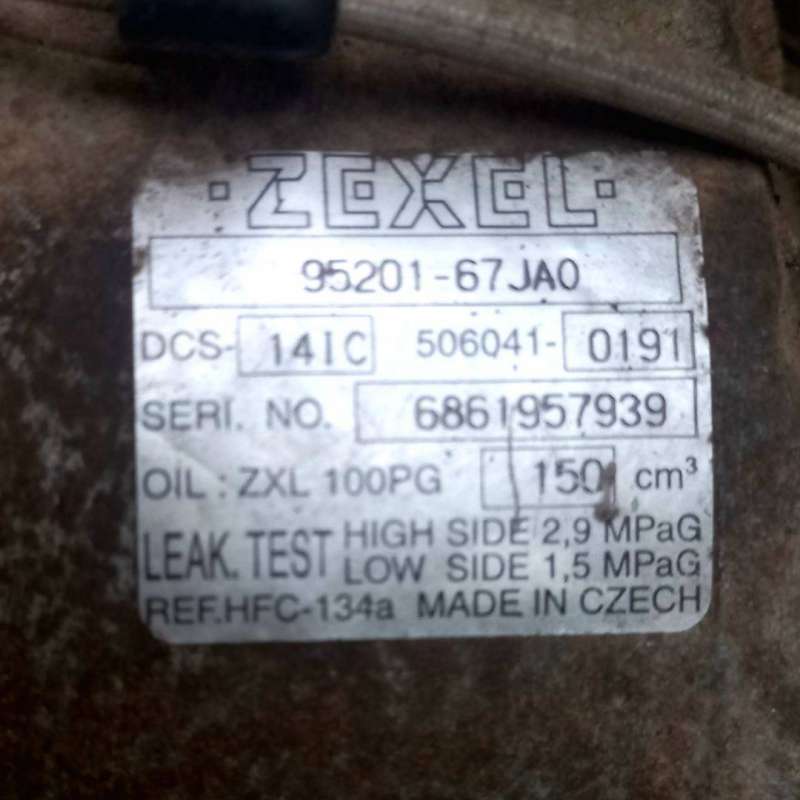 ZEXEL
95201-67JA0
DCS- 14IC 506041- 0191
SERI. NO. 6861957939
OIL : ZXL 100PG 150 cm³
LEAK. TEST HIGH SIDE 2,9 MPaG
LOW SIDE 1,5 MPaG
REF.HFC-134a MADE IN CZECH